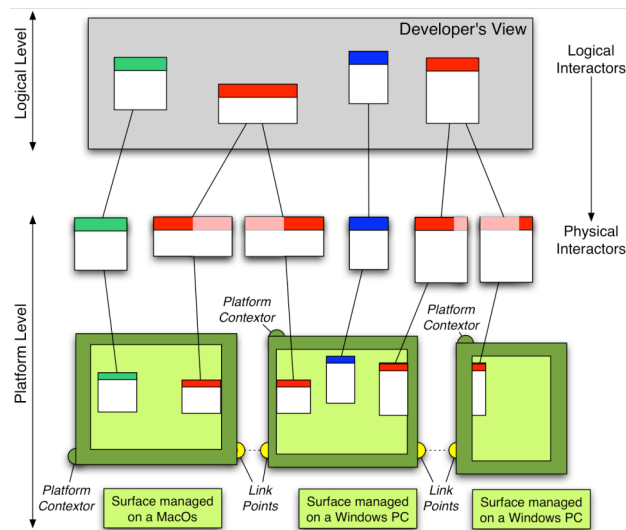 Developer's View
Logical Level
Logical
Interactors
Physical
Interactors
Platform Level
Platform
Contextor
Platform
Contextor
Platform
Contextor
Link
Points
Link
Points
Surface managed
on a MacOs
Surface managed
on a Windows PC
Surface managed
on a Windows PC